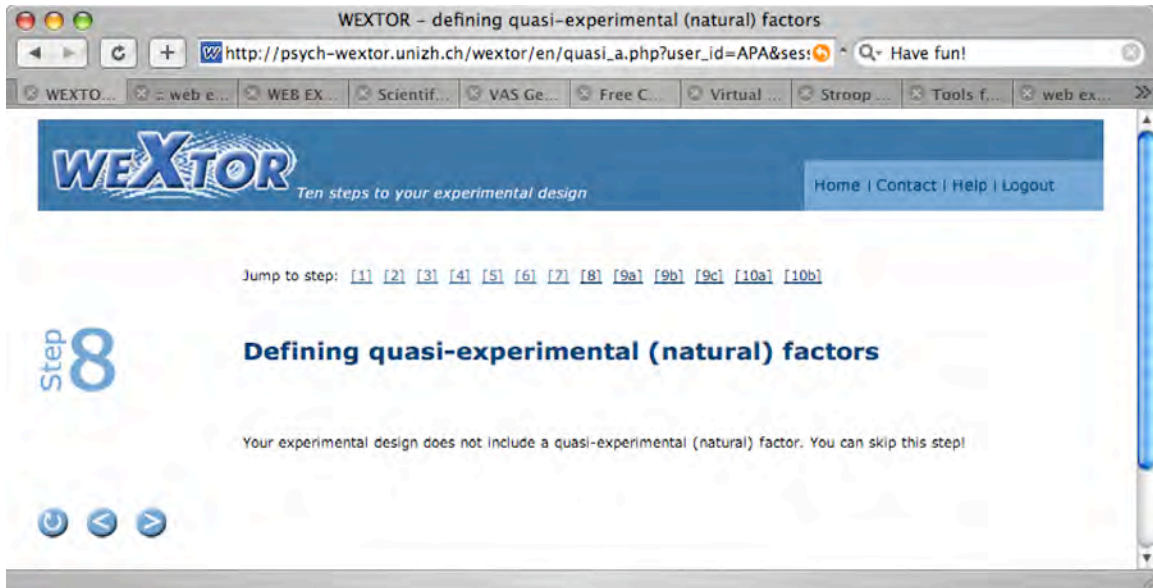 WEXTOR – defining quasi-experimental (natural) factors
http://psych-wextor.unizh.ch/wextor/en/quasi_a.php?user_id=APA&ses: Have fun!
WEXTO... :: web e... WEB EX... Scientif... VAS Ge... Free C... Virtual ... Stroop ... Tools f... web ex...
WEXTOR Ten steps to your experimental design
Home | Contact | Help | Logout
Jump to step: [1] [2] [3] [4] [5] [6] [7] [8] [9a] [9b] [9c] [10a] [10b]
Step 8
Defining quasi-experimental (natural) factors
Your experimental design does not include a quasi-experimental (natural) factor. You can skip this step!